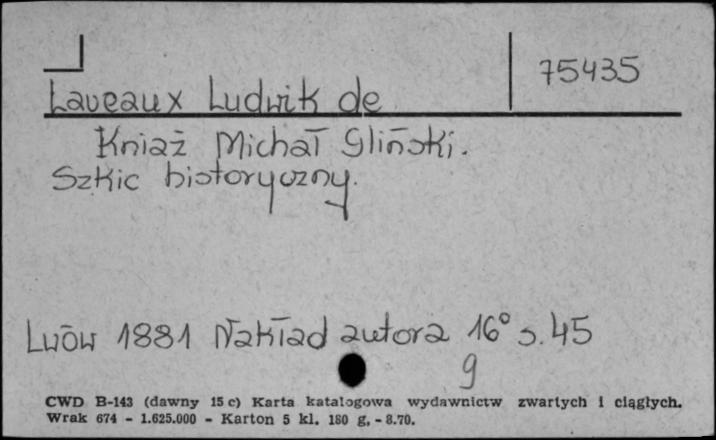 75435
Laveaux Ludwik de
Kniaź Michał Gliński.
Szkic historyczny.
Lwów 1881 Nakład autora 16° s. 45
g
CWD B-143 (dawny 15 c) Karta katalogowa wydawnictw zwartych i ciągłych.
Wrak 674 - 1.625.000 - Karton 5 kl. 180 g. - 8.70.